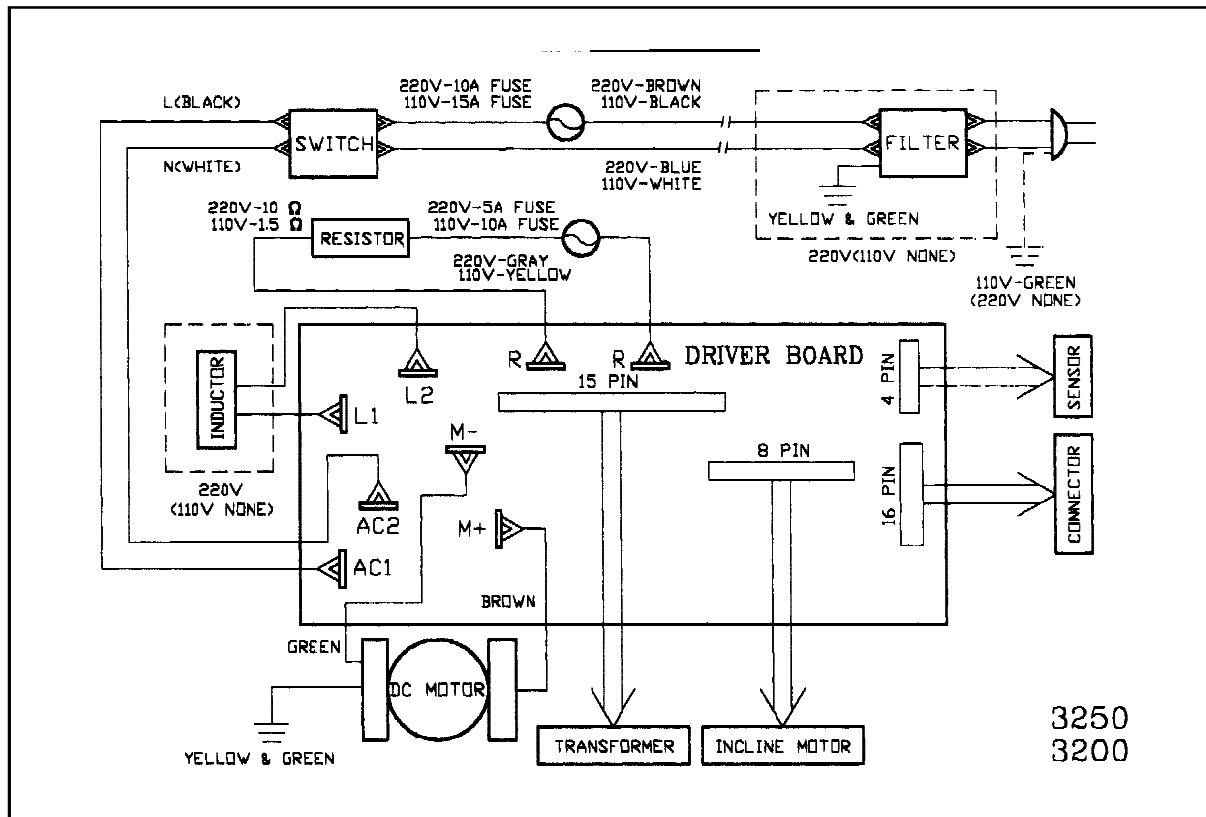 220V-10A FUSE
110V-15A FUSE
220V-BROWN
110V-BLACK
L(BLACK)
SWITCH
FILTER
N(WHITE)
220V-BLUE
110V-WHITE
YELLOW & GREEN
220V(110V NONE)
220V-10 Ω
110V-1.5 Ω
RESISTOR
220V-5A FUSE
110V-10A FUSE
220V-GRAY
110V-YELLOW
110V-GREEN
(220V NONE)
INDUCTOR
220V
(110V NONE)
L2
L1
R
R
DRIVER BOARD
15 PIN
4 PIN
SENSOR
M-
8 PIN
16 PIN
CONNECTOR
AC2
M+
AC1
BROWN
GREEN
DC MOTOR
YELLOW & GREEN
TRANSFORMER
INCLINE MOTOR
3250
3200